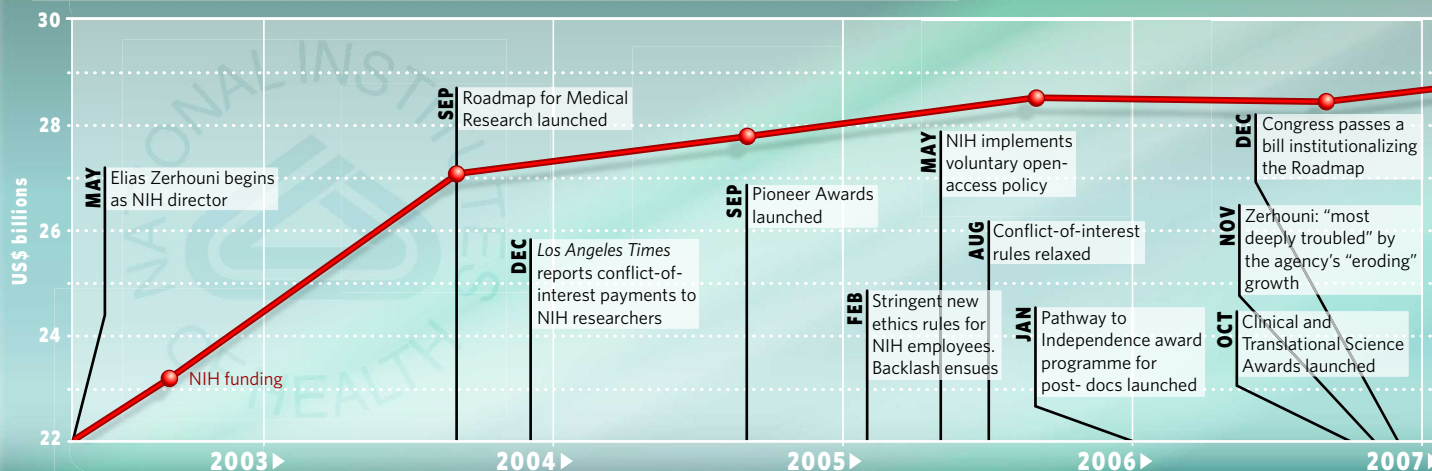 30
28
26
24
22
US$ billions
NATIONAL INSTITUTES
OF HEALTH
MAY
Elias Zerhouni begins
as NIH director
NIH funding
SEP
Roadmap for Medical
Research launched
DEC
Los Angeles Times
reports conflict-of-
interest payments to
NIH researchers
SEP
Pioneer Awards
launched
FEB
Stringent new
ethics rules for
NIH employees.
Backlash ensues
MAY
NIH implements
voluntary open-
access policy
AUG
Conflict-of-interest
rules relaxed
JAN
Pathway to
Independence award
programme for
post- docs launched
OCT
Clinical and
Translational Science
Awards launched
NOV
Zerhouni: “most
deeply troubled” by
the agency’s “eroding”
growth
DEC
Congress passes a
bill institutionalizing
the Roadmap
2003
2004
2005
2006
2007